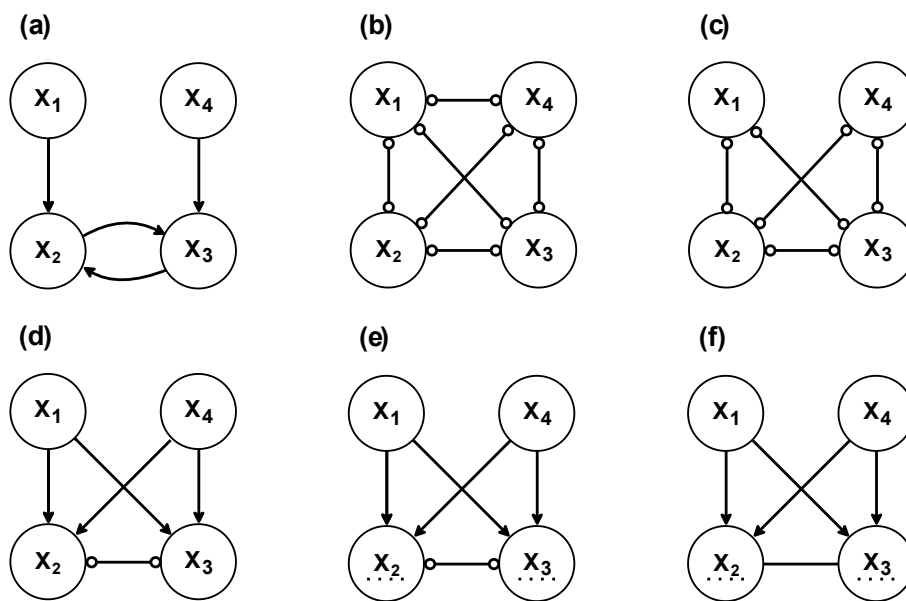 (a) (b) (c)
X1 X4 X1 X4 X1 X4
X2 X3 X2 X3 X2 X3
(d) (e) (f)
X1 X4 X1 X4 X1 X4
X2 X3 X2 X3 X2 X3